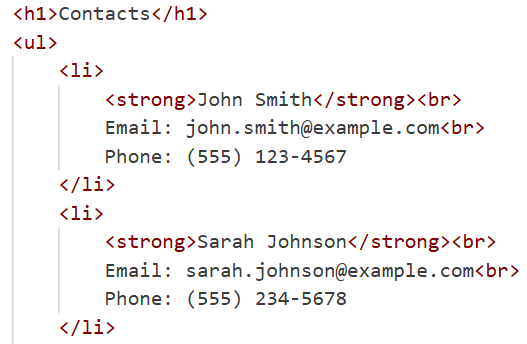 <h1>Contacts</h1>
<ul>
<li>
<strong>John Smith</strong><br>
Email: john.smith@example.com<br>
Phone: (555) 123-4567
</li>
<li>
<strong>Sarah Johnson</strong><br>
Email: sarah.johnson@example.com<br>
Phone: (555) 234-5678
</li>